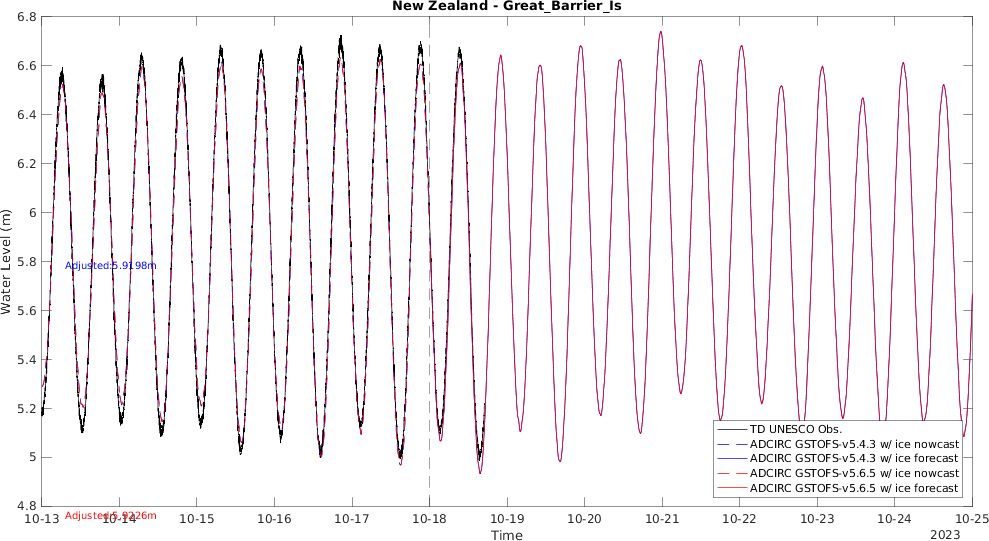 New Zealand - Great_Barrier_Is
6.8
6.6
6.4
6.2
6
5.8
5.6
5.4
5.2
5
4.8
Water Level (m)
Adjusted:5.9198m
Adjusted:5.9226m
TD UNESCO Obs.
ADCIRC GSTOFS-v5.4.3 w/ ice nowcast
ADCIRC GSTOFS-v5.4.3 w/ ice forecast
ADCIRC GSTOFS-v5.6.5 w/ ice nowcast
ADCIRC GSTOFS-v5.6.5 w/ ice forecast
10-13 10-14 10-15 10-16 10-17 10-18 10-19 10-20 10-21 10-22 10-23 10-24 10-25
Time
2023